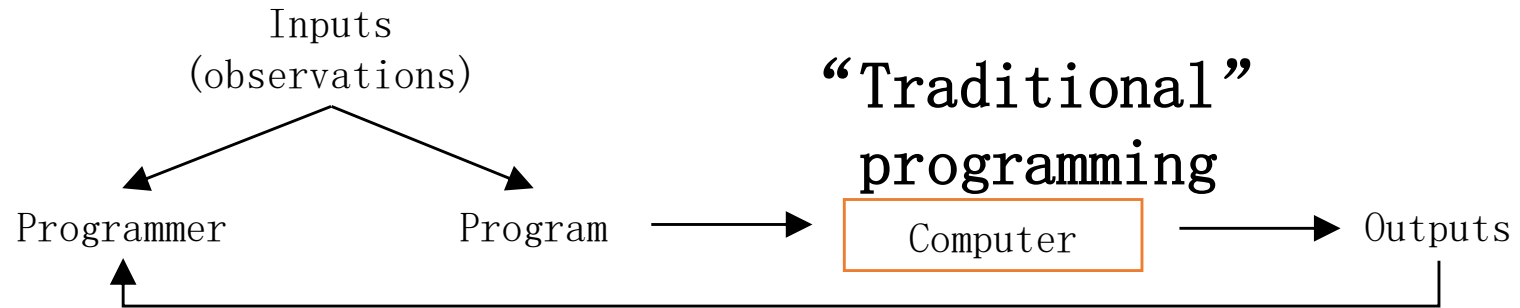 Inputs
(observations)
“Traditional”
programming
Programmer
Program
Computer
Outputs